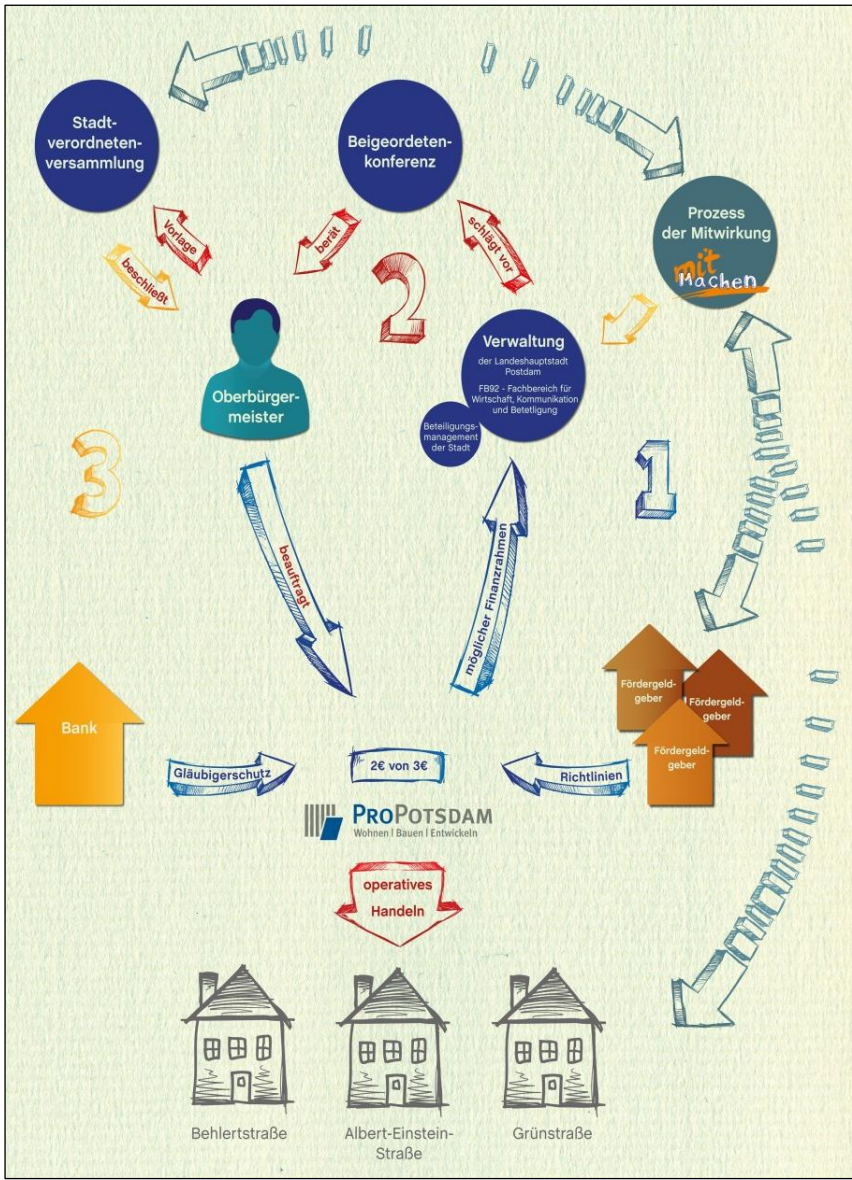 Stadt-
verordneten-
versammlung
Beigeordeten-
konferenz
Prozess
der Mitwirkung
mit
Machen
Vorlage
beschließt
berät
schlägt vor
2
Verwaltung
der Landeshauptstadt
Postdam
FB92 - Fachbereich für
Wirtschaft, Kommunikation
und Betetligung
Beteiligungs-
management
der Stadt
Oberbürger-
meister
3
1
beauftragt
möglicher Finanzrahmen
Bank
Fördergeld-
geber
Fördergeld-
geber
Fördergeld-
geber
Gläubigerschutz
2€ von 3€
Richtlinien
PROPOTSDAM
Wohnen | Bauen | Entwickeln
operatives
Handeln
Behlertstraße
Albert-Einstein-
Straße
Grünstraße